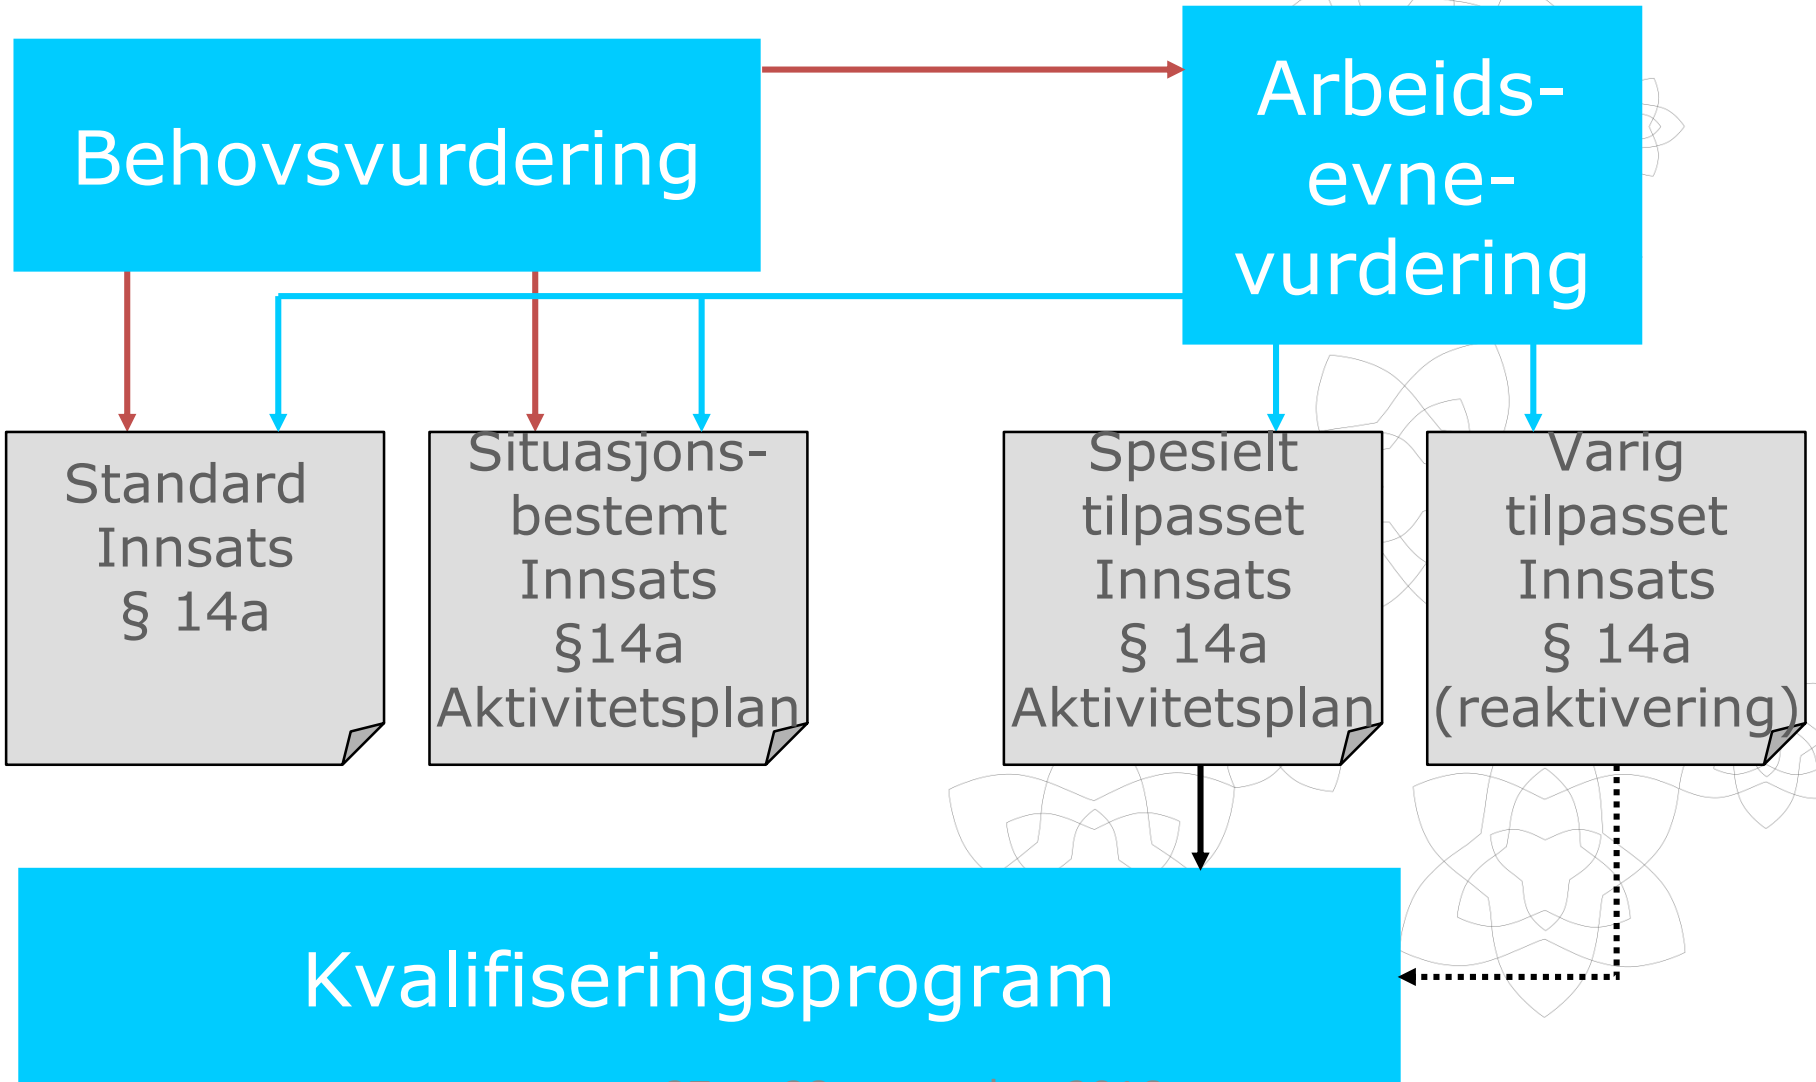 Behovsvurdering
Arbeids-
evne-
vurdering
Standard
Innsats
§ 14a
Situasjons-
bestemt
Innsats
§14a
Aktivitetsplan
Spesielt
tilpasset
Innsats
§ 14a
Aktivitetsplan
Varig
tilpasset
Innsats
§ 14a
(reaktivering)
Kvalifiseringsprogram